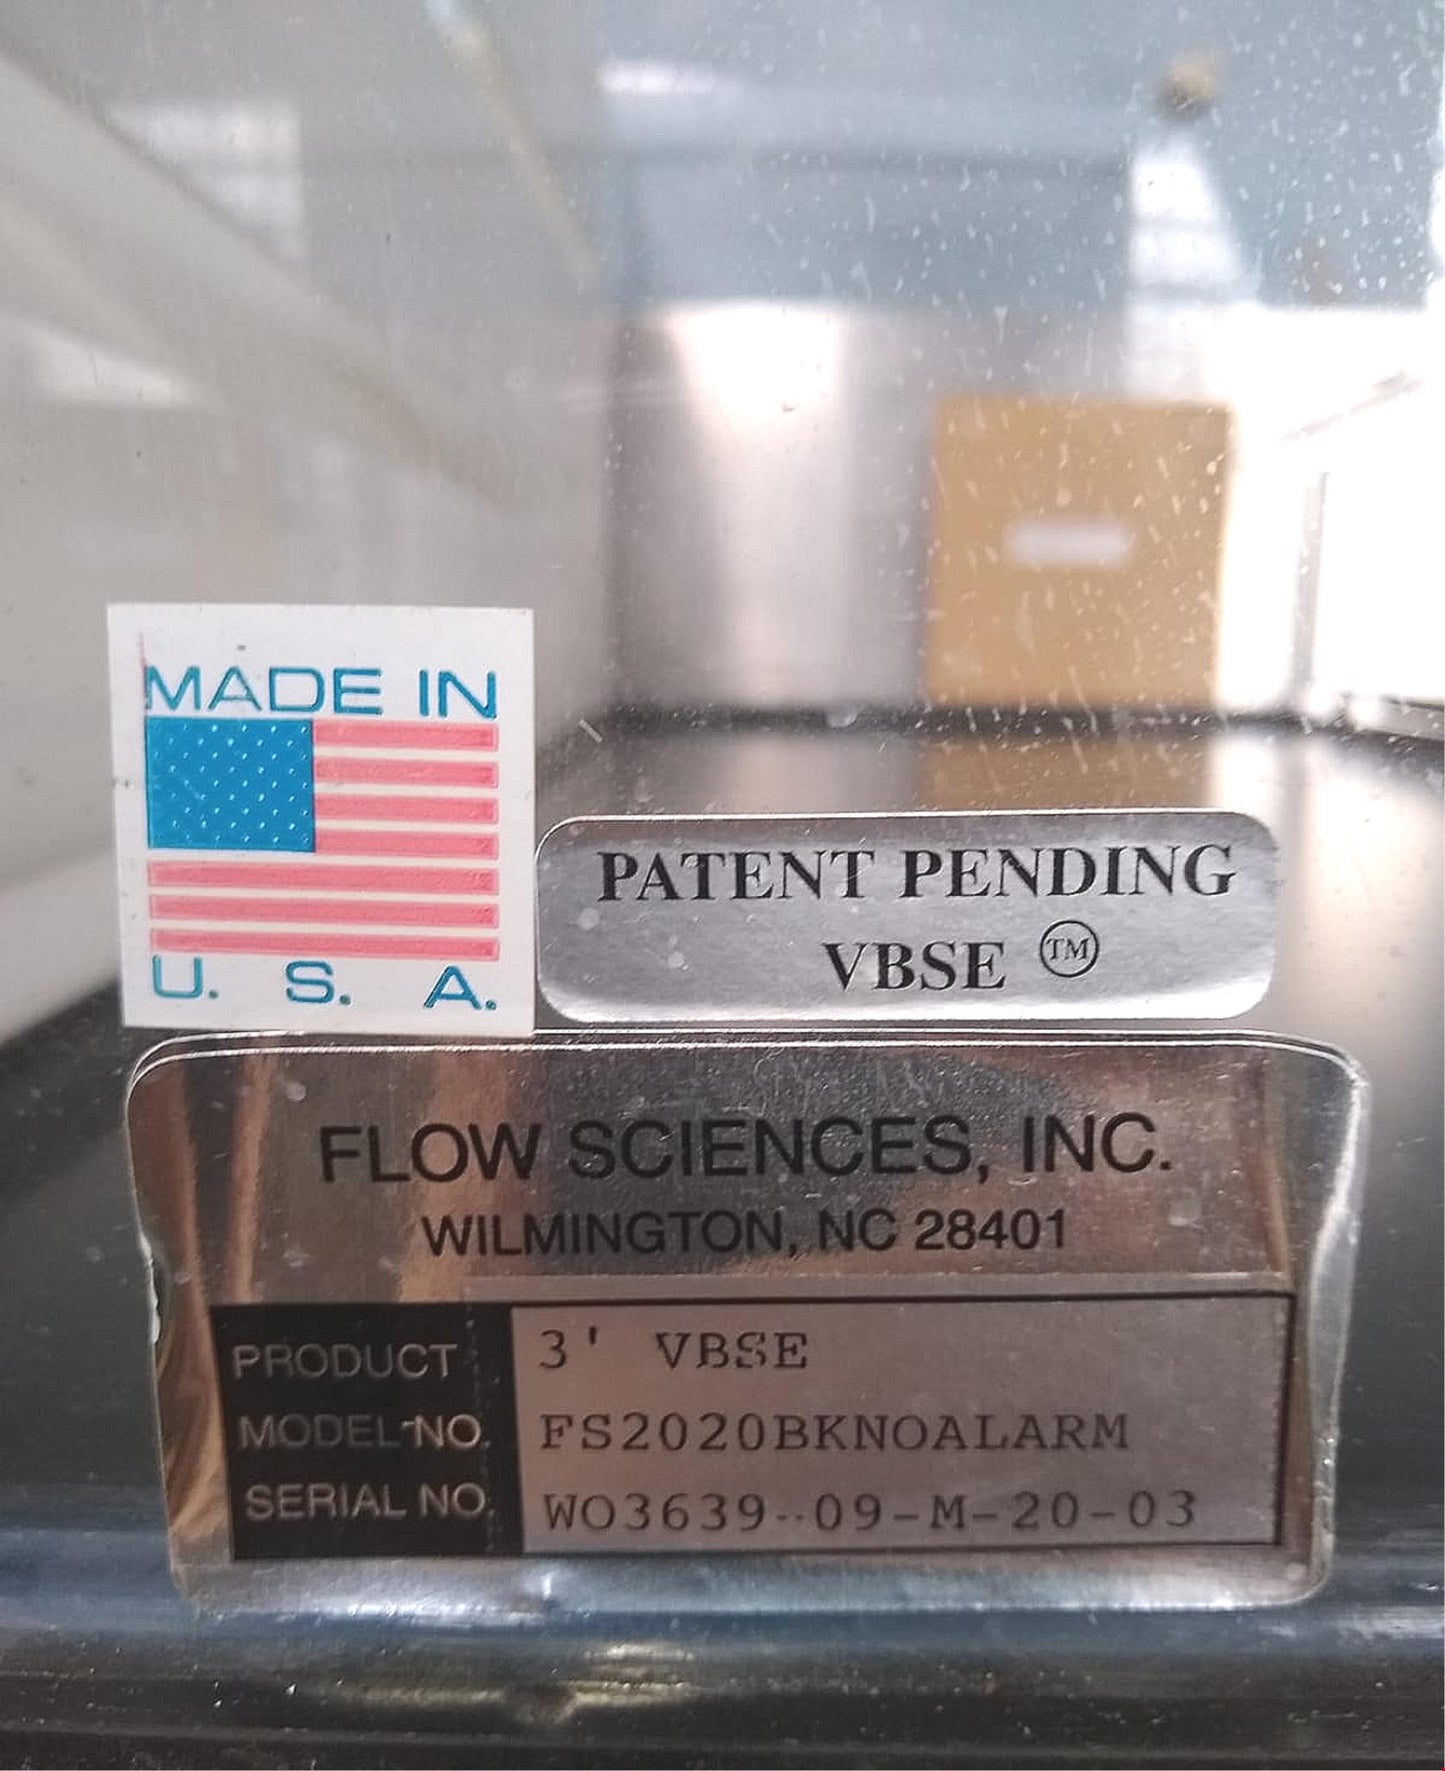 MADE IN
U. S. A.
PATENT PENDING
VBSE TM
FLOW SCIENCES, INC.
WILMINGTON, NC 28401
PRODUCT 3' VBSE
MODEL NO. FS2020BKNOALARM
SERIAL NO. WO3639--09-M-20-03